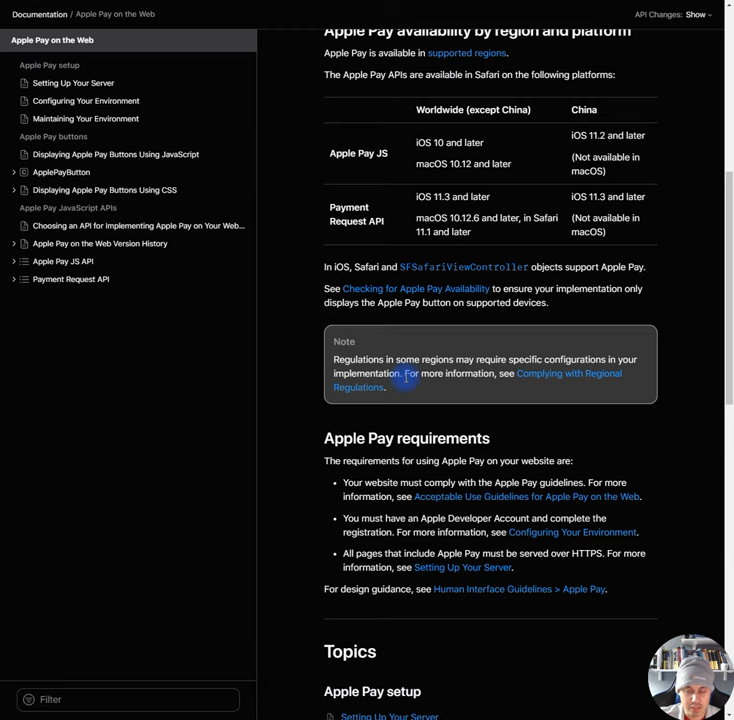 Documentation / Apple Pay on the Web
API Changes: Show
Apple Pay on the Web
Apple Pay setup
Setting Up Your Server
Configuring Your Environment
Maintaining Your Environment
Apple Pay buttons
Displaying Apple Pay Buttons Using JavaScript
ApplePayButton
Displaying Apple Pay Buttons Using CSS
Apple Pay JavaScript APIs
Choosing an API for Implementing Apple Pay on Your Web...
Apple Pay on the Web Version History
Apple Pay JS API
Payment Request API
Filter
Apple Pay availability by region and platform
Apple Pay is available in supported regions.
The Apple Pay APIs are available in Safari on the following platforms:
Worldwide (except China)
China
Apple Pay JS
iOS 10 and later
macOS 10.12 and later
iOS 11.2 and later
(Not available in
macOS)
Payment
Request API
iOS 11.3 and later
macOS 10.12.6 and later, in Safari
11.1 and later
iOS 11.3 and later
(Not available in
macOS)
In iOS, Safari and SFSafariViewController objects support Apple Pay.
See Checking for Apple Pay Availability to ensure your implementation only
displays the Apple Pay button on supported devices.
Note
Regulations in some regions may require specific configurations in your
implementation. For more information, see Complying with Regional
Regulations.
Apple Pay requirements
The requirements for using Apple Pay on your website are:
• Your website must comply with the Apple Pay guidelines. For more
information, see Acceptable Use Guidelines for Apple Pay on the Web.
• You must have an Apple Developer Account and complete the
registration. For more information, see Configuring Your Environment.
• All pages that include Apple Pay must be served over HTTPS. For more
information, see Setting Up Your Server.
For design guidance, see Human Interface Guidelines > Apple Pay.
Topics
Apple Pay setup
Setting Up Your Server